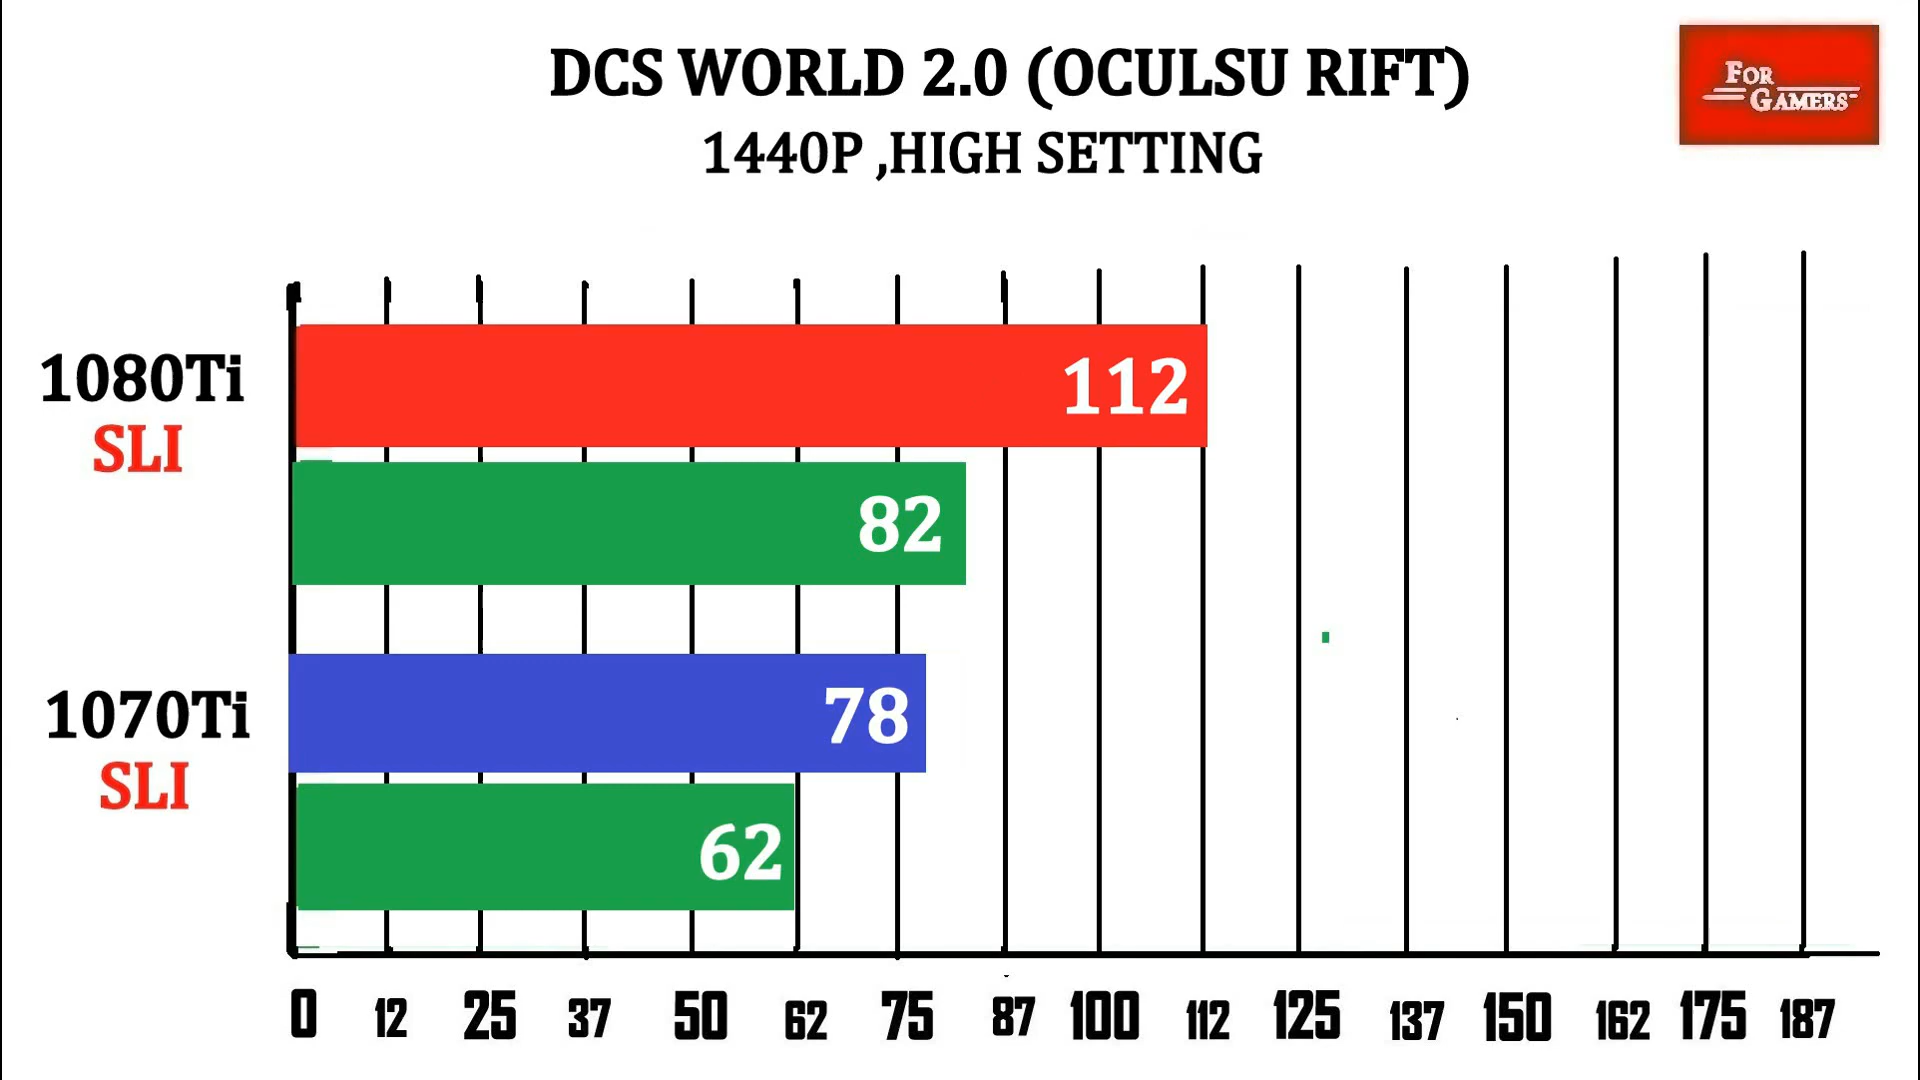 DCS WORLD 2.0 (OCULSU RIFT)
1440P ,HIGH SETTING
FOR
GAMERS
1080Ti
SLI
112
82
1070Ti
SLI
78
62
0 12 25 37 50 62 75 87 100 112 125 137 150 162 175 187